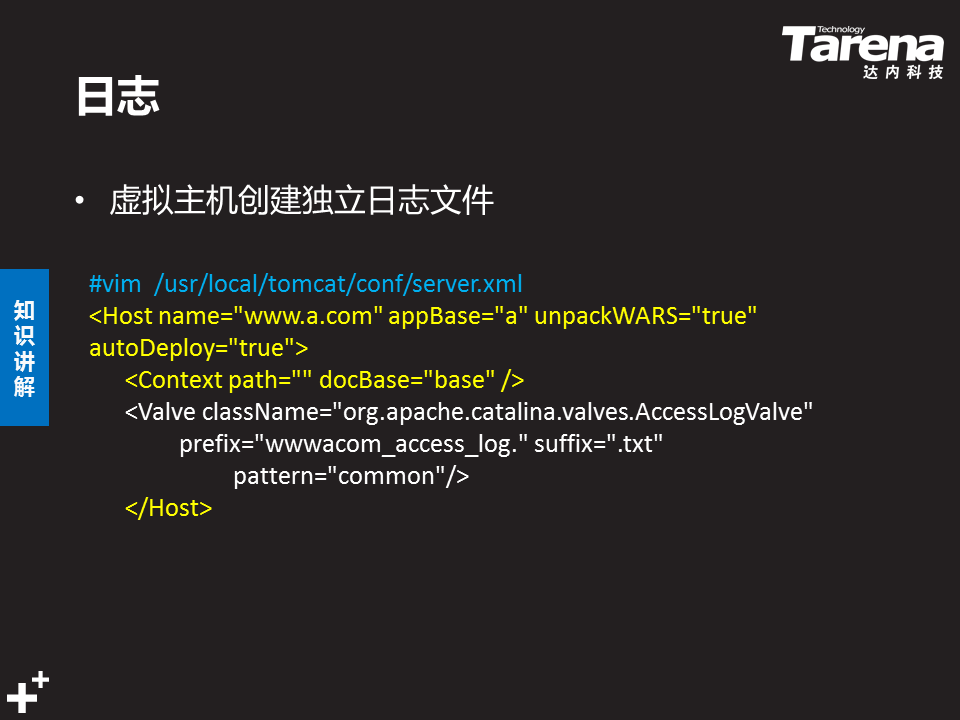 Technology
Tarena
达内科技
日志
• 虚拟主机创建独立日志文件
知识讲解
#vim /usr/local/tomcat/conf/server.xml
<Host name="www.a.com" appBase="a" unpackWARS="true"
autoDeploy="true">
<Context path="" docBase="base" />
<Valve className="org.apache.catalina.valves.AccessLogValve"
prefix="wwwacom_access_log." suffix=".txt"
pattern="common"/>
</Host>